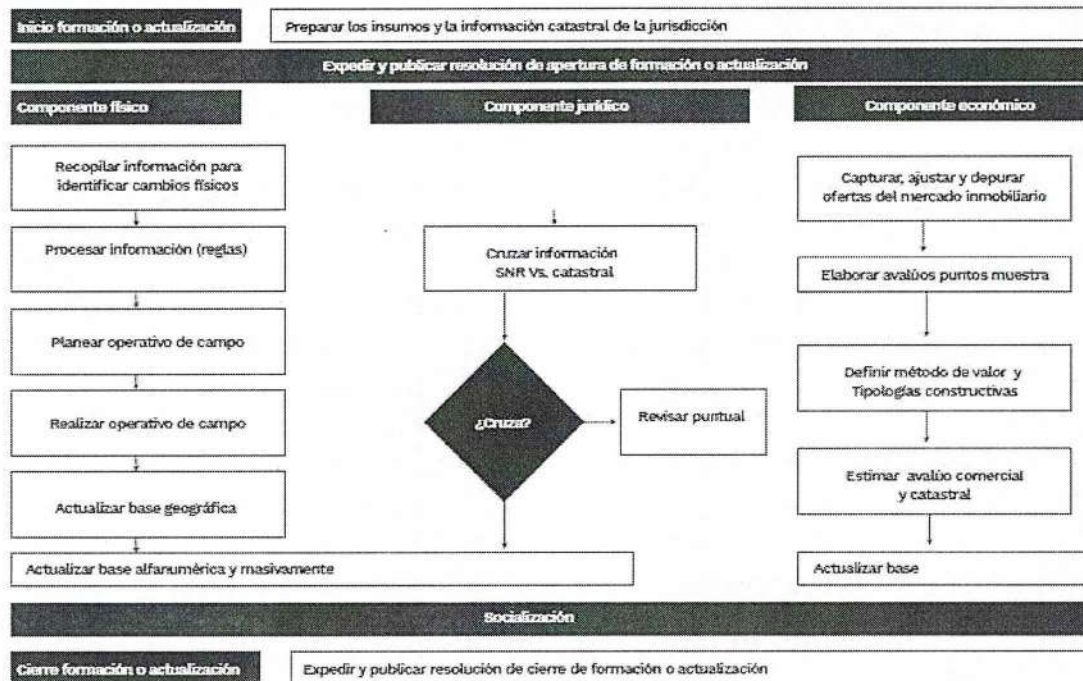 Inicio formación o actualización
Preparar los insumos y la información catastral de la jurisdicción
Expedir y publicar resolución de apertura de formación o actualización
Componente físico
Componente jurídico
Componente económico
Recopilar información para
identificar cambios físicos
Capturar, ajustar y depurar
ofertas del mercado inmobiliario
Procesar información (reglas)
Cruzar información
SNR Vs. catastral
Elaborar avalúos puntos muestra
Planear operativo de campo
Definir método de valor y
Tipologías constructivas
Realizar operativo de campo
¿Cruza?
Revisar puntual
Estimar avalúo comercial
y catastral
Actualizar base geográfica
Actualizar base alfanumérica y masivamente
Actualizar base
Socialización
Cierre formación o actualización
Expedir y publicar resolución de cierre de formación o actualización